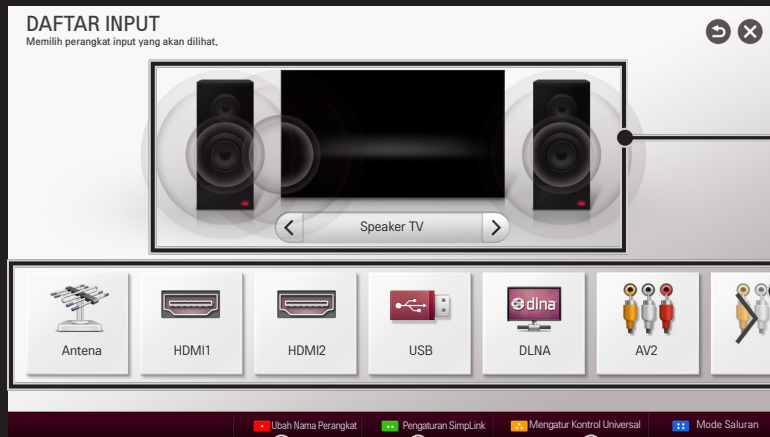 DAFTAR INPUT
Memilih perangkat input yang akan dilihat.
Speaker TV
dlna
Antena
HDMI1
HDMI2
USB
DLNA
AV2
Ubah Nama Perangkat
Pengaturan SimpLink
Mengatur Kontrol Universal
Mode Saluran